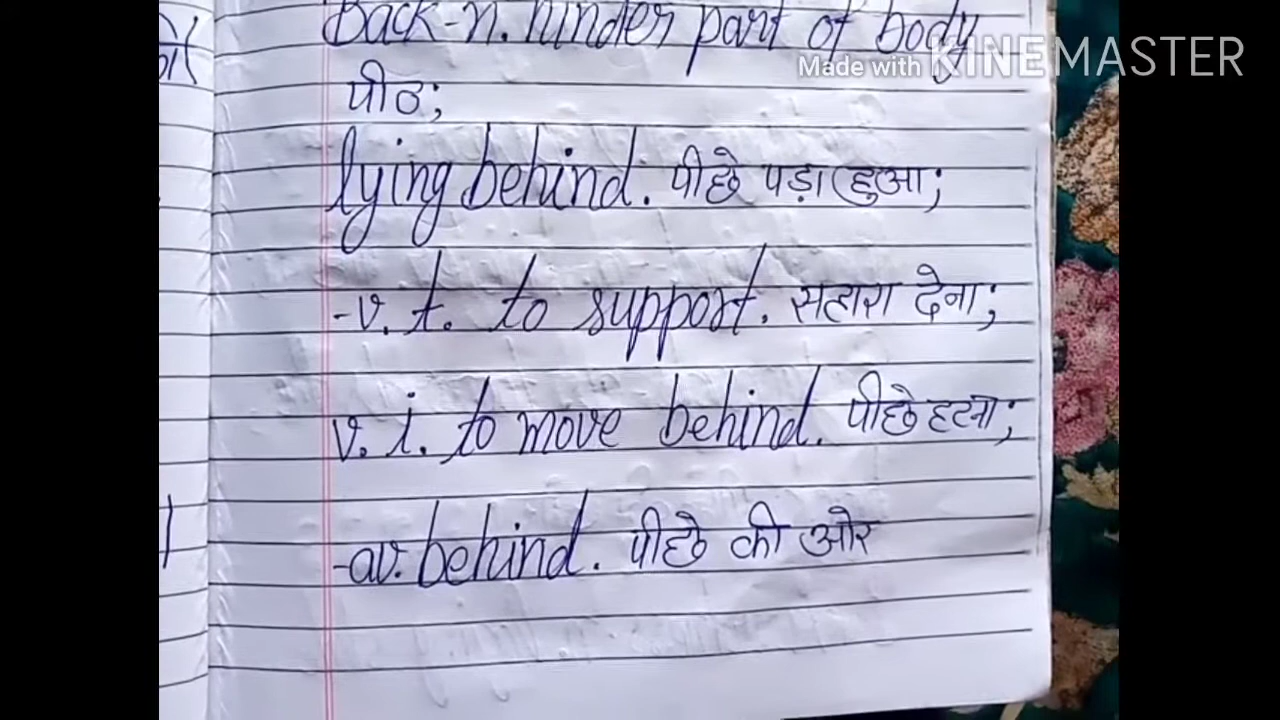 Back-n. hinder part of body
Made with KINEMASTER
पीठ;
lying behind. पीछे पड़ा हुआ;
-v. t. to support. सहारा देना;
v. i. to move behind. पीछे हटना;
-av. behind. पीछे की ओर